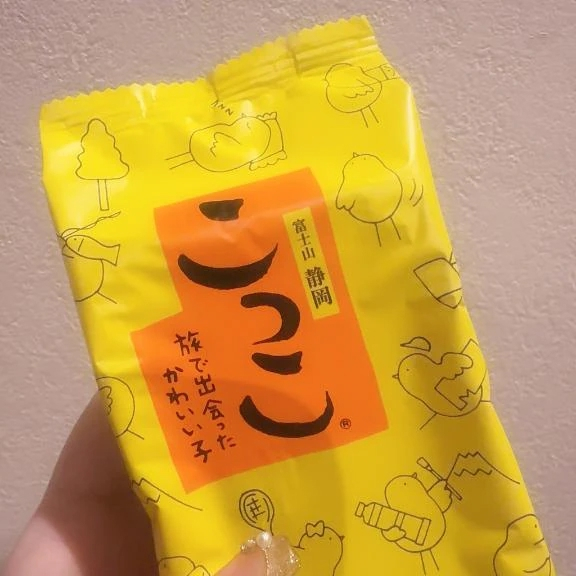 富士山 静岡
こっこ
®
旅で出会った
かわいい子